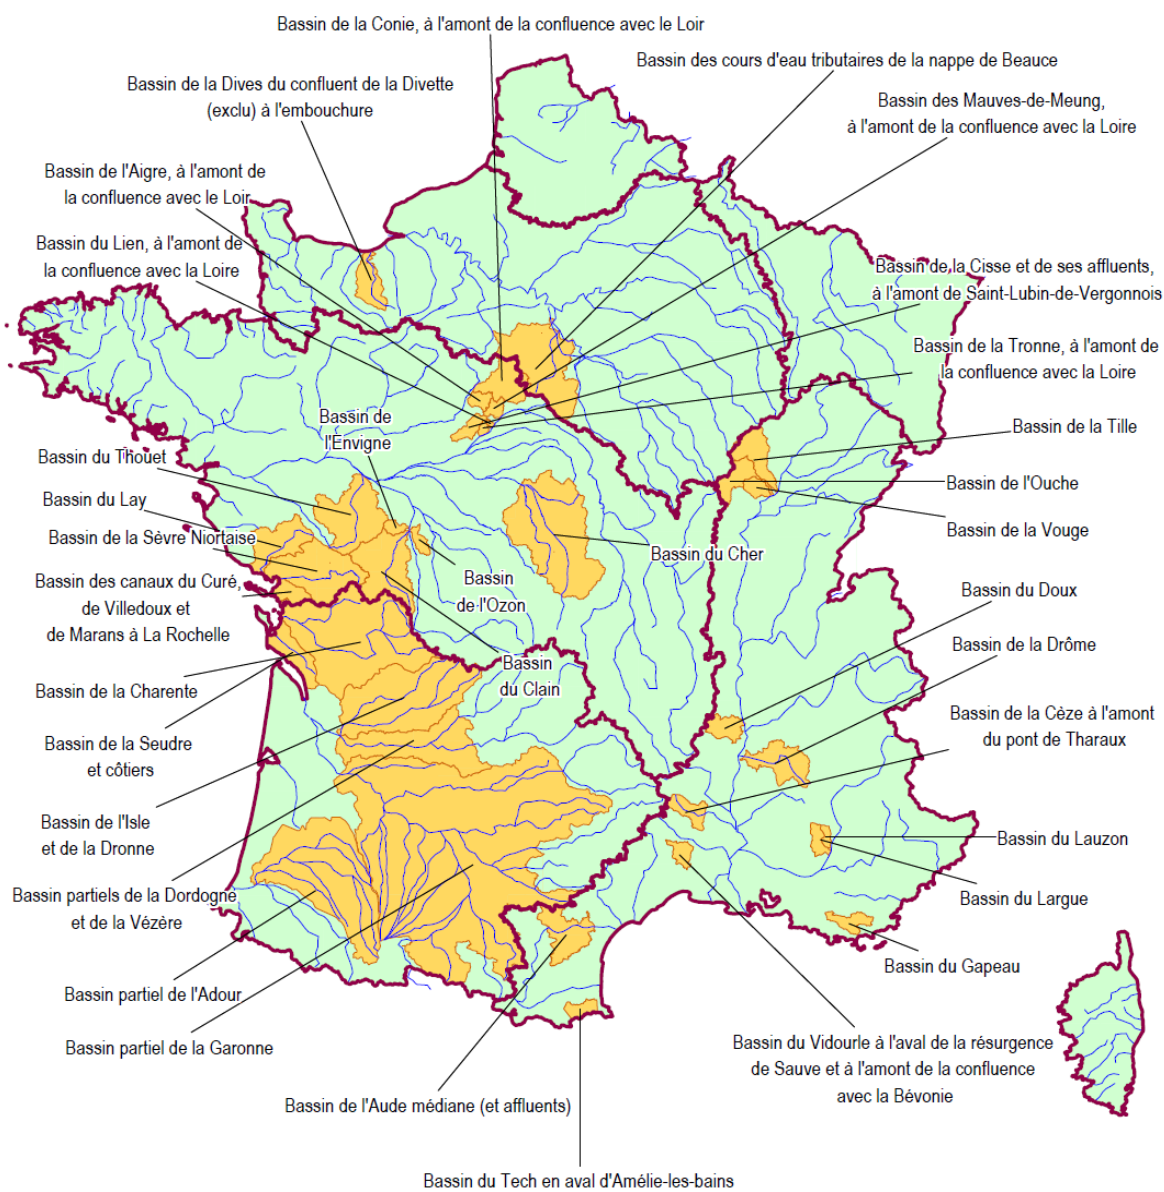 Bassin de la Conie, à l'amont de la confluence avec le Loir
Bassin des cours d'eau tributaires de la nappe de Beauce
Bassin de la Dives du confluent de la Divette
(exclu) à l'embouchure
Bassin des Mauves-de-Meung,
à l'amont de la confluence avec la Loire
Bassin de l'Aigre, à l'amont de
la confluence avec le Loir
Bassin du Lien, à l'amont de
la confluence avec la Loire
Bassin de la Cisse et de ses affluents,
à l'amont de Saint-Lubin-de-Vergonnois
Bassin de la Tronne, à l'amont de
la confluence avec la Loire
Bassin de
l'Envigne
Bassin de la Tille
Bassin du Thouet
Bassin de l'Ouche
Bassin du Lay
Bassin de la Vouge
Bassin de la Sèvre Niortaise
Bassin du Cher
Bassin des canaux du Curé,
de Villedoux et
de Marans à La Rochelle
Bassin
de l'Ozon
Bassin du Doux
Bassin de la Drôme
Bassin
du Clain
Bassin de la Charente
Bassin de la Cèze à l'amont
du pont de Tharaux
Bassin de la Seudre
et côtiers
Bassin de l'Isle
et de la Dronne
Bassin du Lauzon
Bassin du Largue
Bassin partiels de la Dordogne
et de la Vézère
Bassin du Gapeau
Bassin partiel de l'Adour
Bassin partiel de la Garonne
Bassin du Vidourle à l'aval de la résurgence
de Sauve et à l'amont de la confluence
avec la Bévonie
Bassin de l'Aude médiane (et affluents)
Bassin du Tech en aval d'Amélie-les-bains